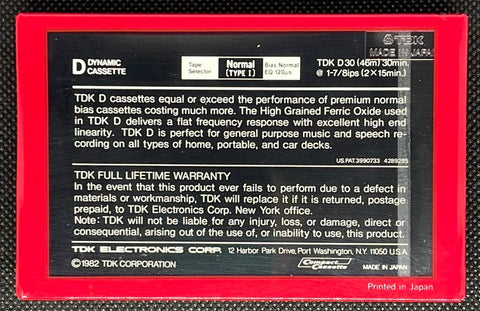 TDK
MADE IN JAPAN
D DYNAMIC CASSETTE
Tape Selector
Normal (TYPE I)
Bias Normal
EQ 120µs
TDK D30 (46m) 30min.
@ 1-7/8ips (2×15min.)
TDK D cassettes equal or exceed the performance of premium normal
bias cassettes costing much more. The High Grained Ferric Oxide used
in TDK D delivers a flat frequency response with excellent high end
linearity. TDK D is perfect for general purpose music and speech re-
cording on all types of home, portable, and car decks.
US.PAT.3990733 4289285
TDK FULL LIFETIME WARRANTY
In the event that this product ever fails to perform due to a defect in
materials or workmanship, TDK will replace it if it is returned, postage
prepaid, to TDK Electronics Corp. New York office.
Note: TDK will not be liable for any injury, loss, or damage, direct or
consequential, arising out of the use of, or inability to use, this product.
TDK ELECTRONICS CORP. 12 Harbor Park Drive, Port Washington, N.Y. 11050 U.S.A
©1982 TDK CORPORATION
Compact Cassette
MADE IN JAPAN
Printed in Japan